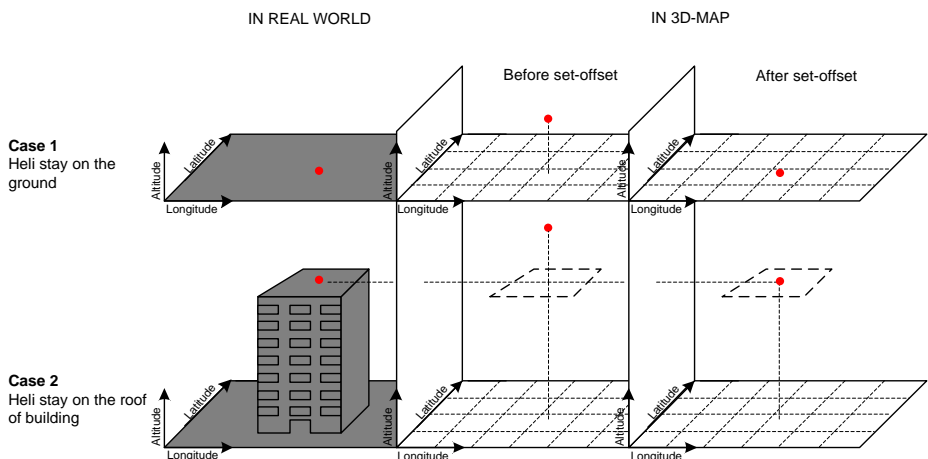 IN REAL WORLD
IN 3D-MAP
Before set-offset
After set-offset
Case 1
Heli stay on the
ground
Altitude
Latitude
Longitude
Altitude
Latitude
Longitude
Altitude
Latitude
Longitude
Case 2
Heli stay on the roof
of building
Altitude
Latitude
Longitude
Altitude
Latitude
Longitude
Altitude
Latitude
Longitude